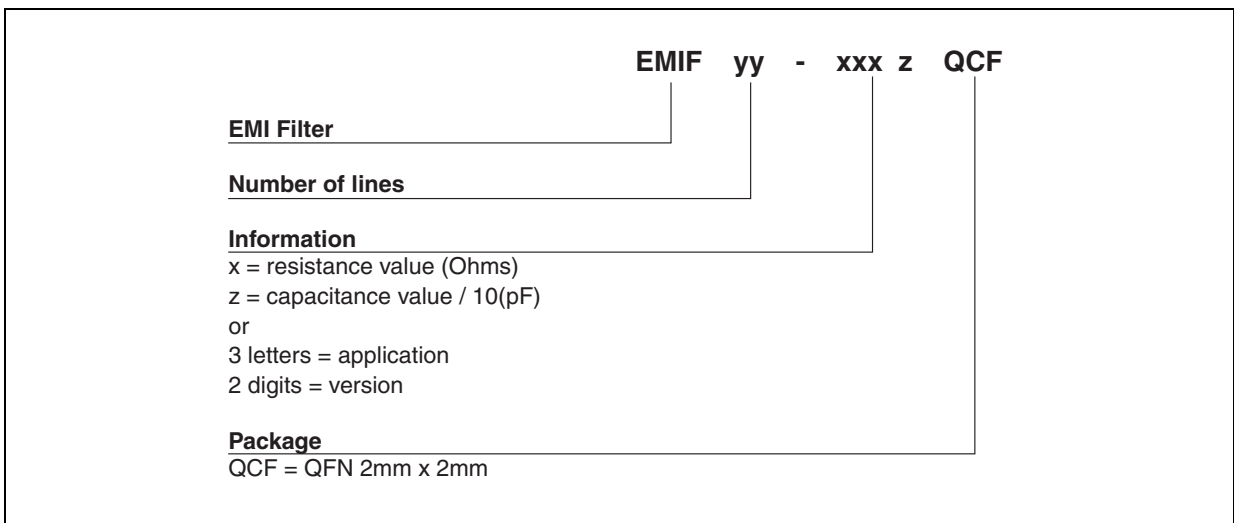 EMIF yy - xxx z QCF
EMI Filter
Number of lines
Information
x = resistance value (Ohms)
z = capacitance value / 10(pF)
or
3 letters = application
2 digits = version
Package
QCF = QFN 2mm x 2mm